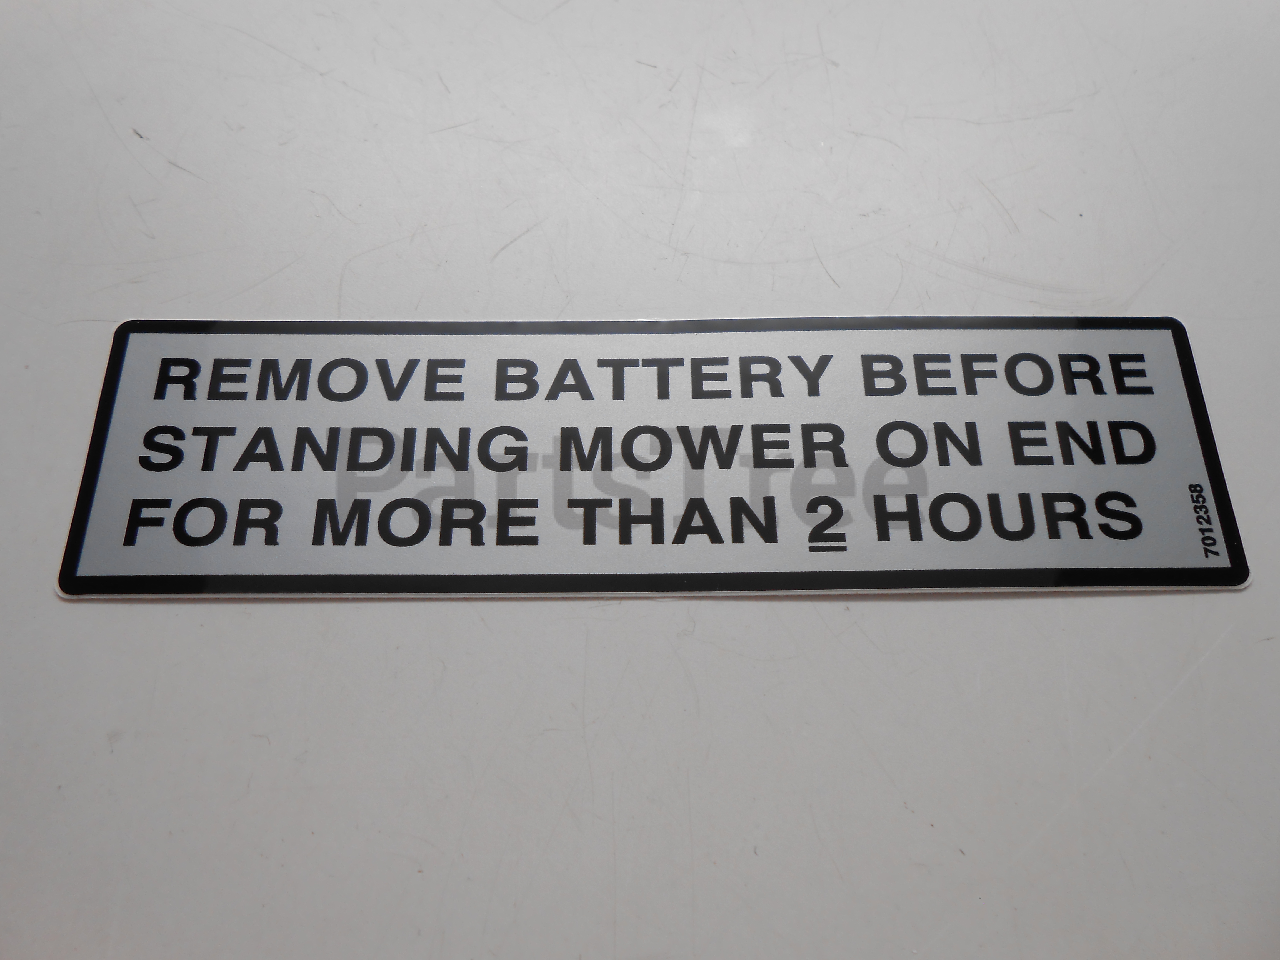 REMOVE BATTERY BEFORE
STANDING MOWER ON END
FOR MORE THAN 2 HOURS
7012358
PartsTree